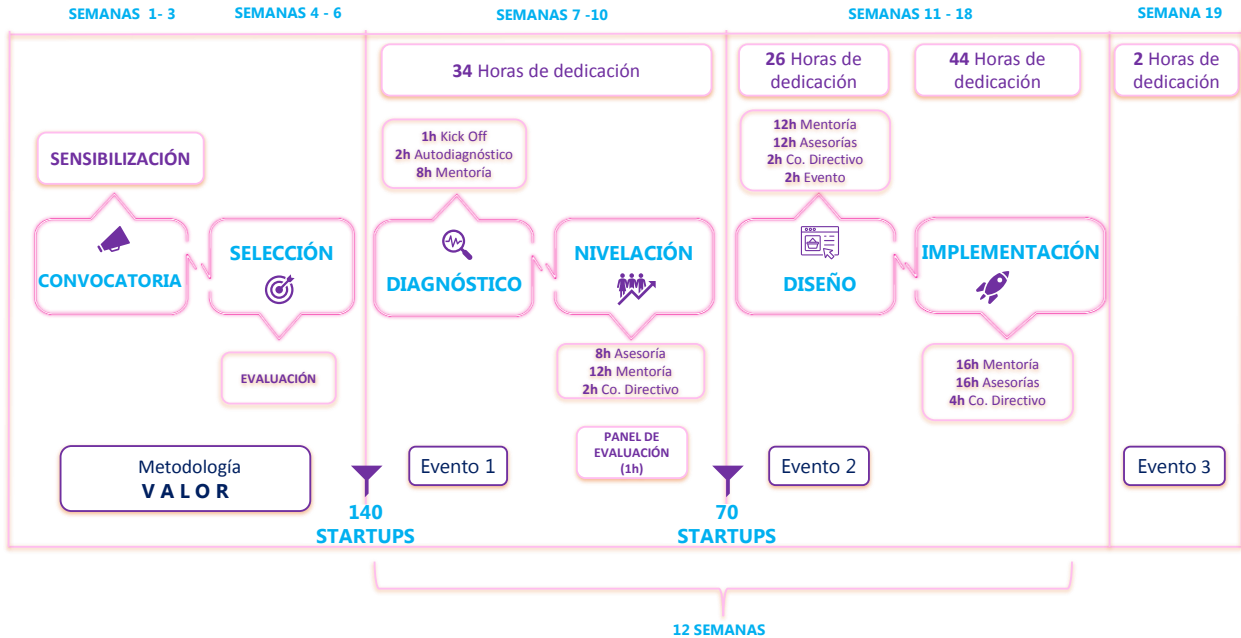 SEMANAS 1- 3
SEMANAS 4 - 6
SEMANAS 7 -10
SEMANAS 11 - 18
SEMANA 19
34 Horas de dedicación
26 Horas de
dedicación
44 Horas de
dedicación
2 Horas de
dedicación
SENSIBILIZACIÓN
1h Kick Off
2h Autodiagnóstico
8h Mentoría
12h Mentoría
12h Asesorías
2h Co. Directivo
2h Evento
CONVOCATORIA
SELECCIÓN
DIAGNÓSTICO
NIVELACIÓN
DISEÑO
IMPLEMENTACIÓN
EVALUACIÓN
8h Asesoría
12h Mentoría
2h Co. Directivo
16h Mentoría
16h Asesorías
4h Co. Directivo
PANEL DE
EVALUACIÓN
(1h)
Metodología
V A L O R
Evento 1
Evento 2
Evento 3
140
STARTUPS
70
STARTUPS
12 SEMANAS